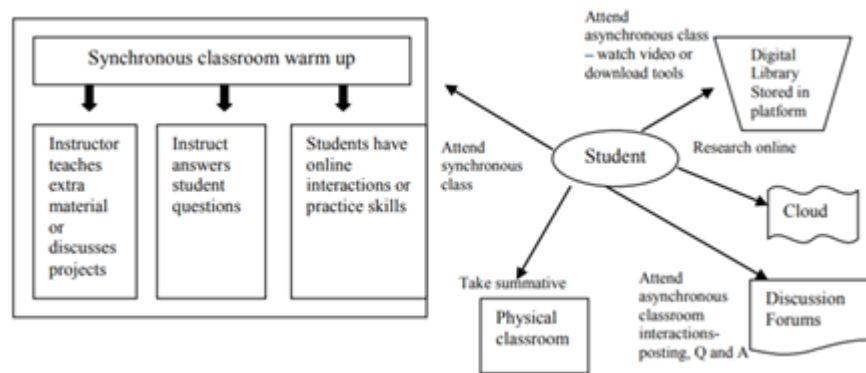 Synchronous classroom warm up
Instructor
teaches
extra
material
or
discusses
projects
Instruct
answers
student
questions
Students have
online
interactions or
practice skills
Attend
synchronous
class
Student
Attend
asynchronous class
– watch video or
download tools
Digital
Library
Stored in
platform
Research online
Cloud
Take summative
Physical
classroom
Attend
asynchronous
classroom
interactions-
posting, Q and A
Discussion
Forums